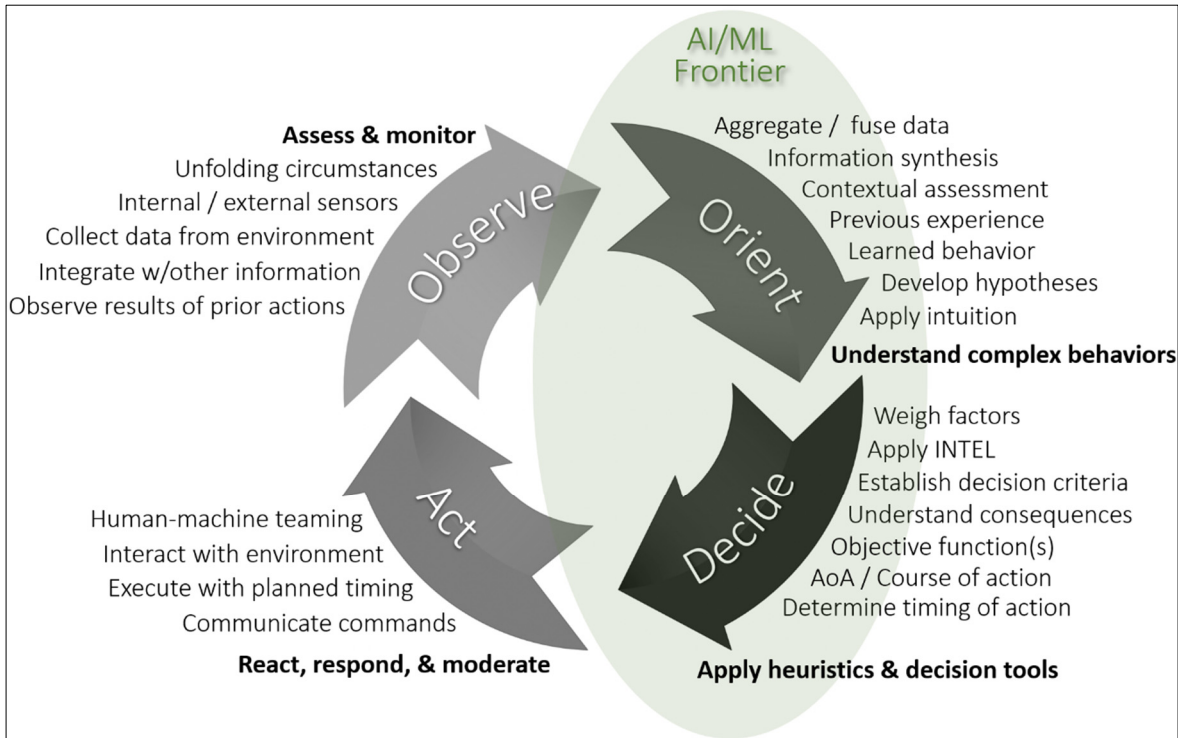 AI/ML
Frontier
Assess & monitor
Unfolding circumstances
Internal / external sensors
Collect data from environment
Integrate w/other information
Observe results of prior actions
Observe
Aggregate / fuse data
Information synthesis
Contextual assessment
Previous experience
Learned behavior
Develop hypotheses
Apply intuition
Understand complex behaviors
Orient
Weigh factors
Apply INTEL
Establish decision criteria
Understand consequences
Objective function(s)
AoA / Course of action
Determine timing of action
Apply heuristics & decision tools
Decide
Human-machine teaming
Interact with environment
Execute with planned timing
Communicate commands
React, respond, & moderate
Act